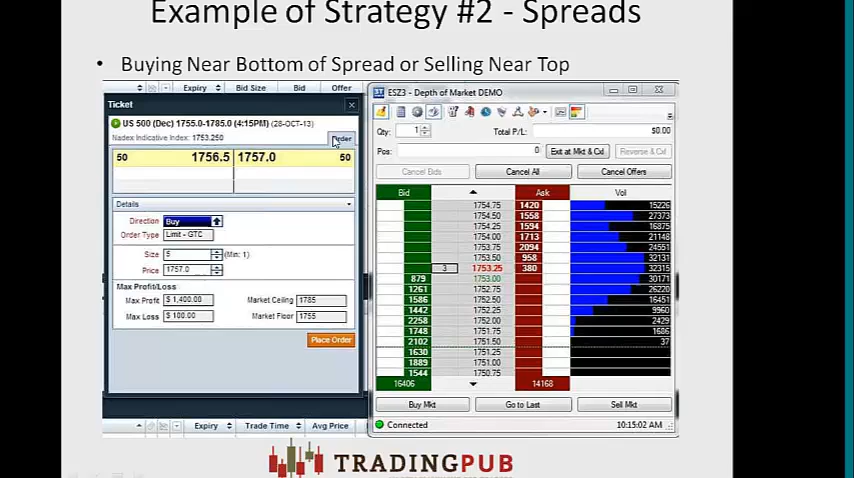 Example of Strategy #2 - Spreads
• Buying Near Bottom of Spread or Selling Near Top
Expiry Bid Size Bid Offer
Ticket
US 500 (Dec) 1755.0-1785.0 (4:15PM) (28-OCT-13)
Nadex Indicative Index: 1753.250
Order
50 1756.5 1757.0 50
Details
Direction Buy
Order Type Limit - GTC
Size 5 (Min: 1)
Price 1757.0
Max Profit/Loss
Max Profit $ 1,400.00 Market Ceiling 1785
Max Loss $ 100.00 Market Floor 1755
Place Order
Expiry Trade Time Avg Price
ESZ3 - Depth of Market DEMO
Qty: 1 Total P/L: $0.00
Pos: 0 Exit at Mkt & Cxl Reverse & Cxl
Cancel Bids Cancel All Cancel Offers
Bid Ask Vol
1754.75 1420 15226
1754.50 1558 27373
1754.25 1594 16875
1754.00 1713 21148
1753.75 2094 24551
1753.50 958 32131
3 1753.25 380 32315
879 1753.00 30171
1261 1752.75 26220
1586 1752.50 16451
1442 1752.25 9960
2258 1752.00 2429
1748 1751.75 1686
2102 1751.50 37
1630 1751.25
1889 1751.00
1544 1750.75
16406 14168
Buy Mkt Go to Last Sell Mkt
Connected 10:15:02 AM
TRADINGPUB